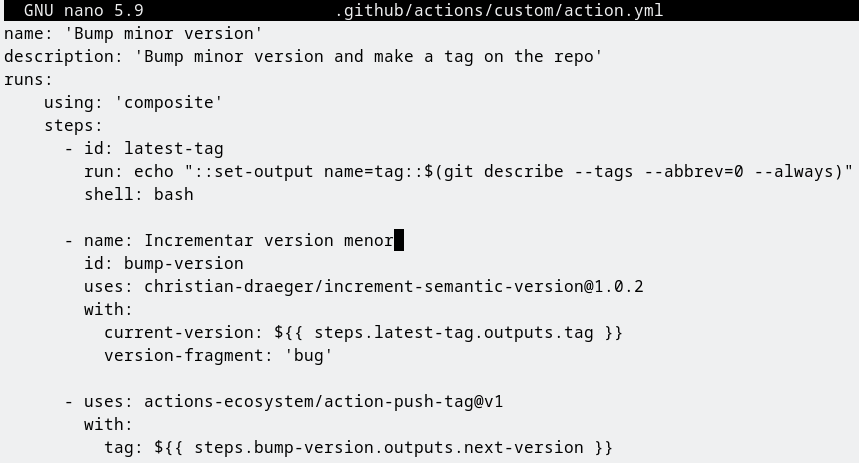 GNU nano 5.9 .github/actions/custom/action.yml
name: 'Bump minor version'
description: 'Bump minor version and make a tag on the repo'
runs:
    using: 'composite'
    steps:
      - id: latest-tag
        run: echo "::set-output name=tag::$(git describe --tags --abbrev=0 --always)"
        shell: bash
      - name: Incrementar version menor
        id: bump-version
        uses: christian-draeger/increment-semantic-version@1.0.2
        with:
          current-version: ${{ steps.latest-tag.outputs.tag }}
          version-fragment: 'bug'
      - uses: actions-ecosystem/action-push-tag@v1
        with:
          tag: ${{ steps.bump-version.outputs.next-version }}